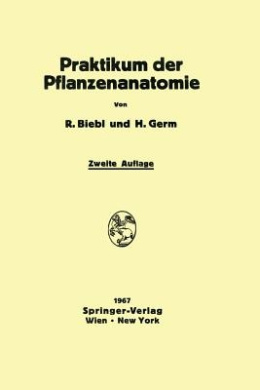 Praktikum der
Pflanzenanatomie
Von
R. Biebl und H. Germ
Zweite Auflage
1967
Springer-Verlag
Wien • New York